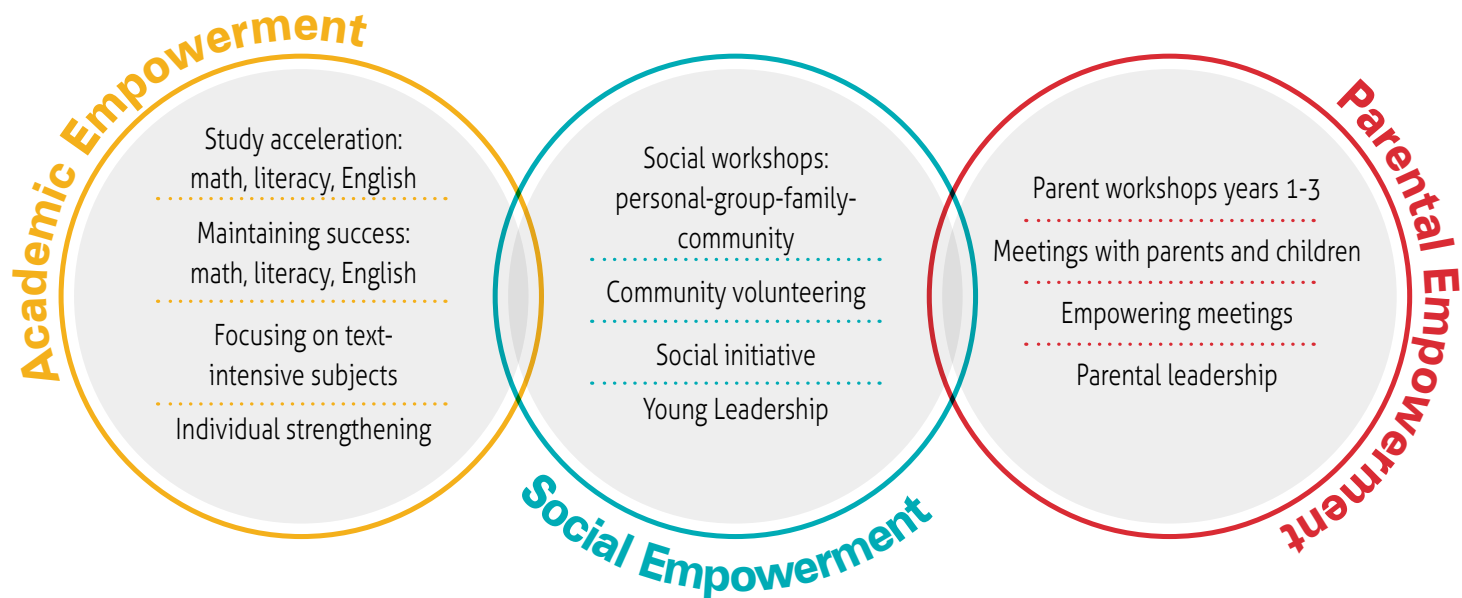 Academic Empowerment
Study acceleration:
math, literacy, English
Maintaining success:
math, literacy, English
Focusing on text-
intensive subjects
Individual strengthening
Social Empowerment
Social workshops:
personal-group-family-
community
Community volunteering
Social initiative
Young Leadership
Parental Empowerment
Parent workshops years 1-3
Meetings with parents and children
Empowering meetings
Parental leadership